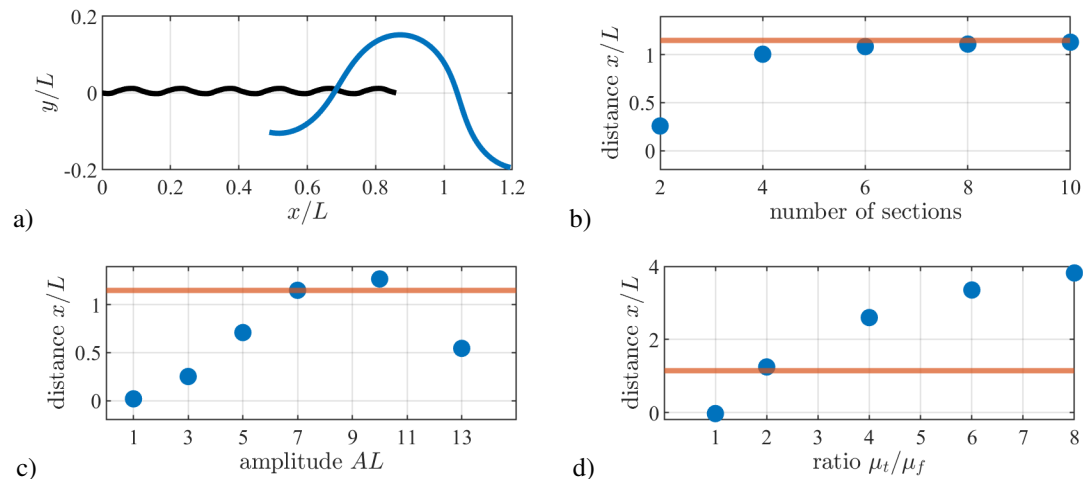 0.2
y/L
0
-0.2
0 0.2 0.4 0.6 0.8 1 1.2
x/L
a)
distance x/L
1
0.5
0
2 4 6 8 10
number of sections
b)
distance x/L
1
0.5
0
1 3 5 7 9 11 13
amplitude AL
c)
distance x/L
4
2
0
1 2 3 4 5 6 7 8
ratio μₜ/μ_f
d)